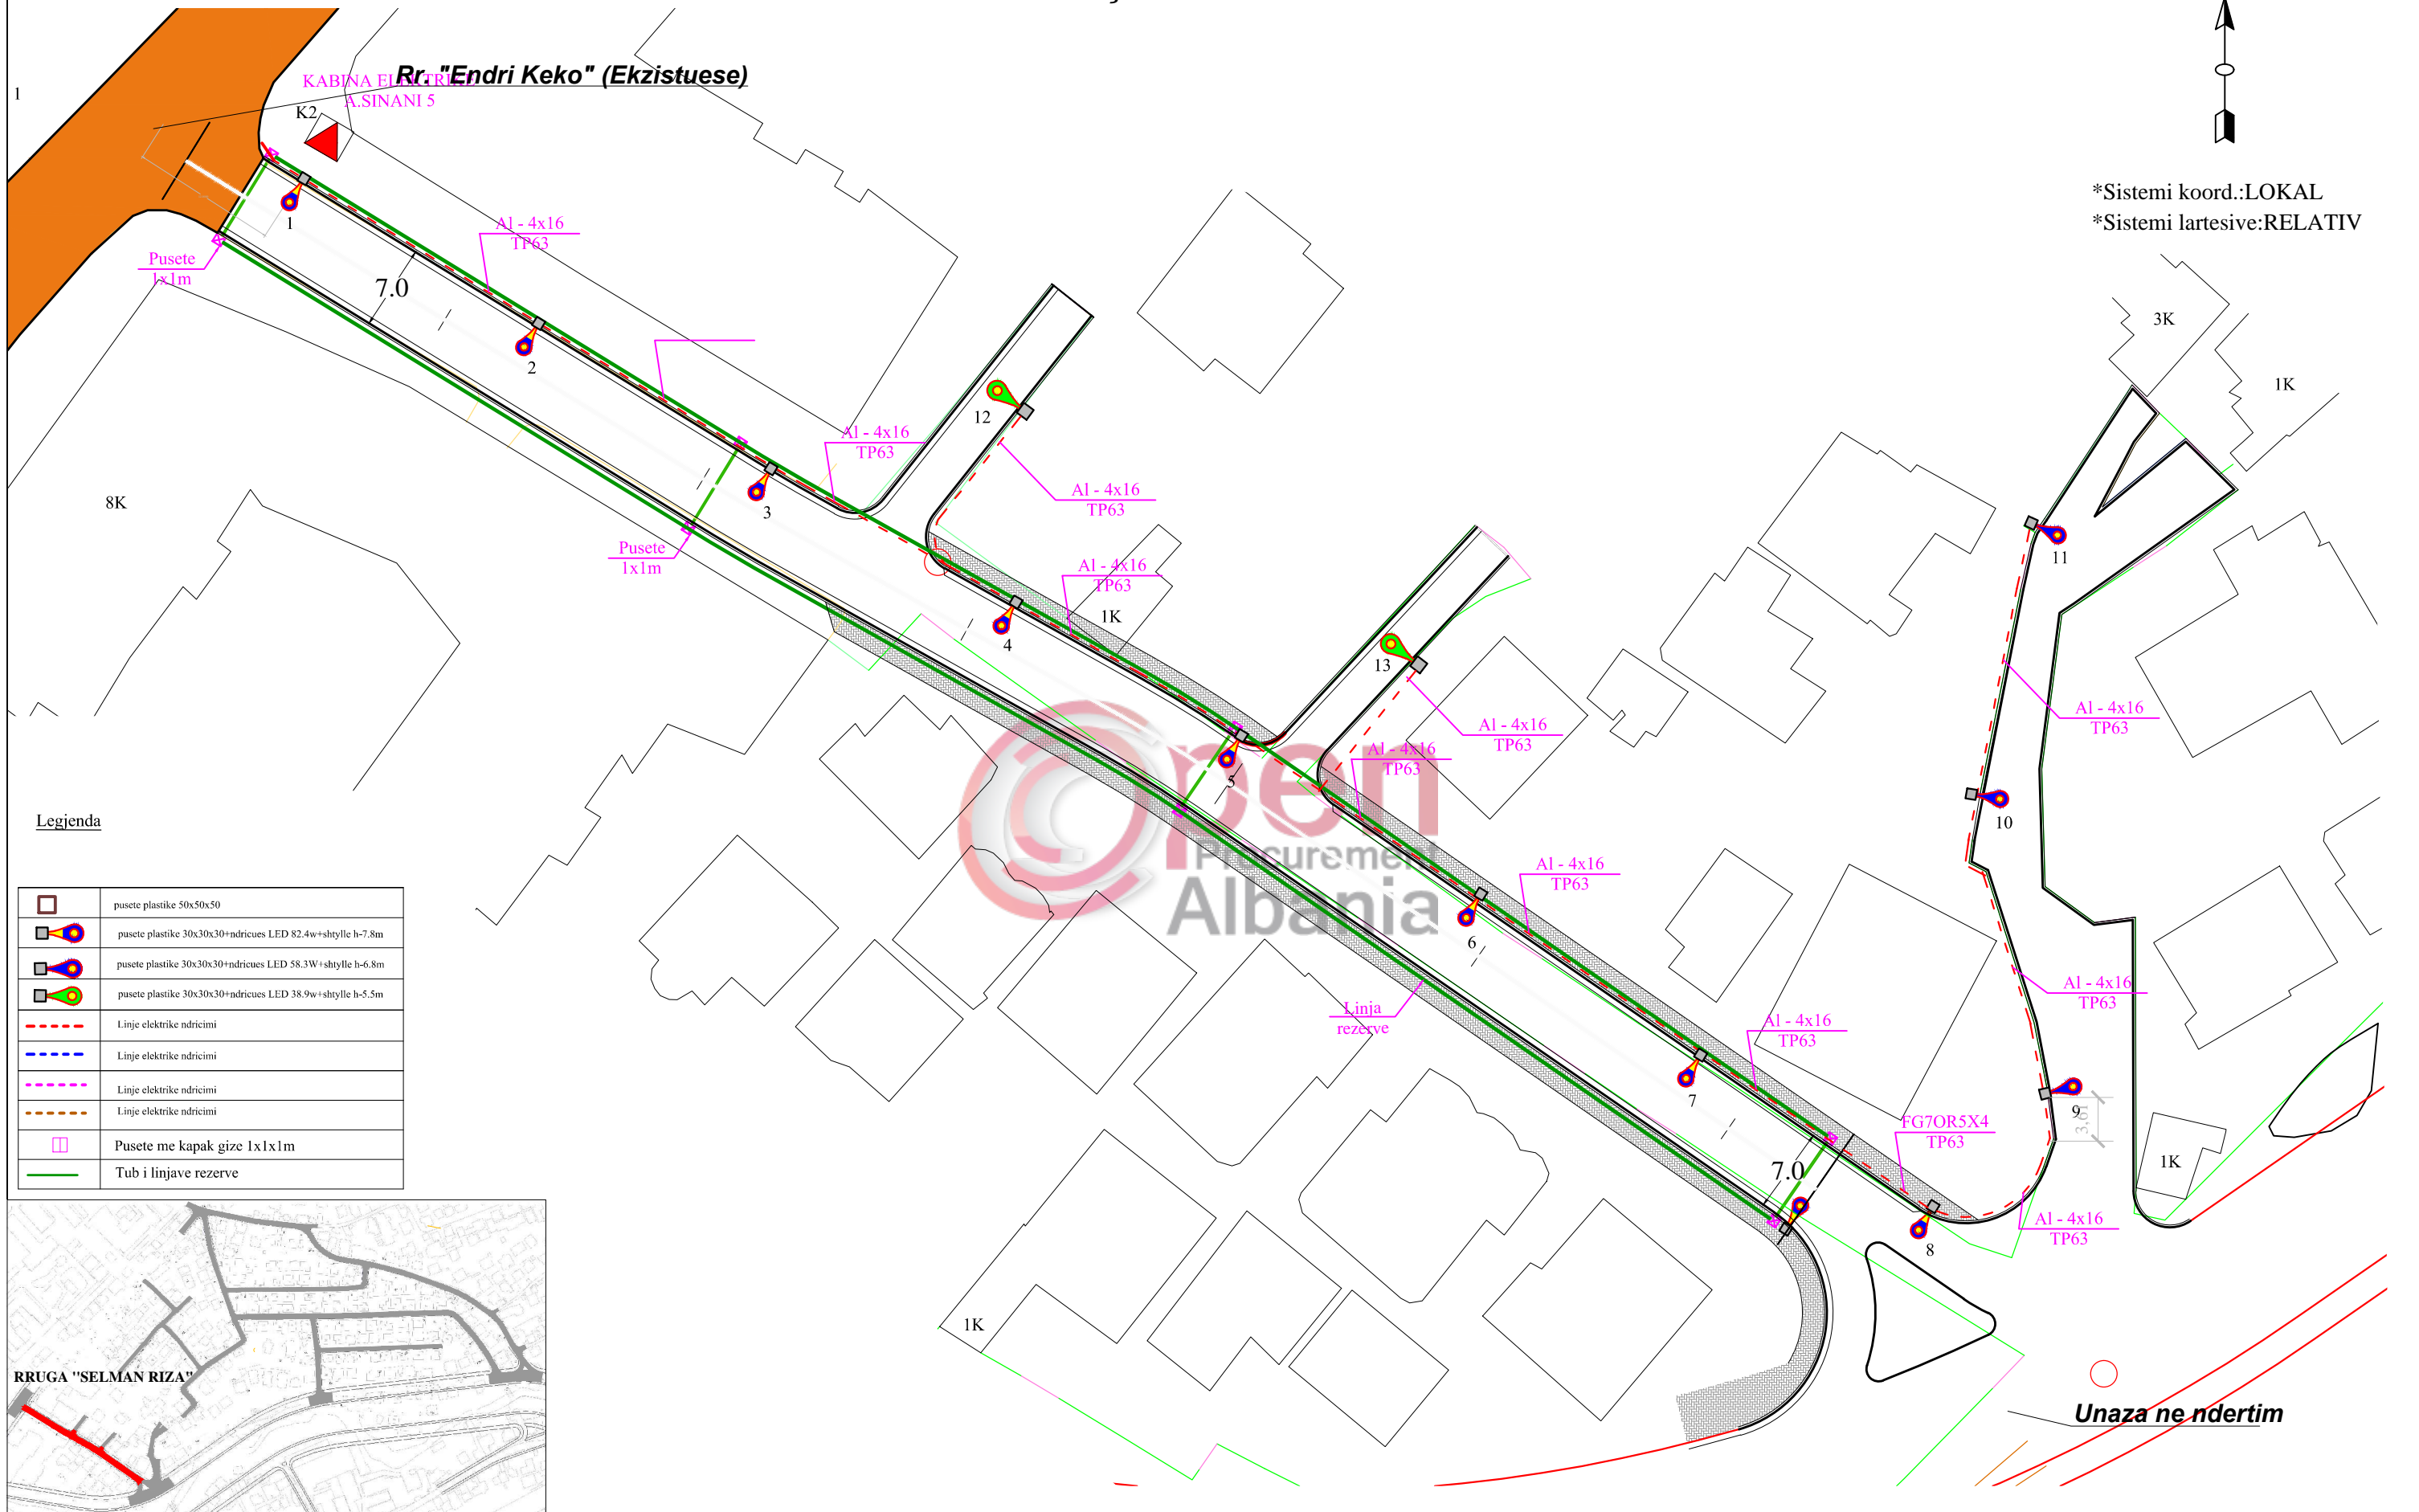 Rr. "Endri Keko" (Ekzistuese)
KABINA ELEKTRIKE
A.SINANI 5
K2
1
*Sistemi koord.:LOKAL
*Sistemi lartesive:RELATIV
1
Al - 4x16
TP63
Pusete
1x1m
7.0
2
3K
1K
12
Al - 4x16
TP63
Al - 4x16
TP63
8K
3
Pusete
1x1m
11
Al - 4x16
TP63
1K
4
13
Al - 4x16
TP63
Al - 4x16
TP63
Al - 4x16
TP63
5
10
Open
Procurement
Albania
Al - 4x16
TP63
6
Al - 4x16
TP63
Linja
rezerve
Al - 4x16
TP63
7
9
3.61
FG7OR5X4
TP63
7.0
1K
8
Al - 4x16
TP63
1K
Unaza ne ndertim
Legjenda
pusete plastike 50x50x50
pusete plastike 30x30x30+ndricues LED 82.4w+shtylle h-7.8m
pusete plastike 30x30x30+ndricues LED 58.3W+shtylle h-6.8m
pusete plastike 30x30x30+ndricues LED 38.9w+shtylle h-5.5m
Linje elektrike ndricimi
Linje elektrike ndricimi
Linje elektrike ndricimi
Linje elektrike ndricimi
Pusete me kapak gize 1x1x1m
Tub i linjave rezerve
RRUGA "SELMAN RIZA"